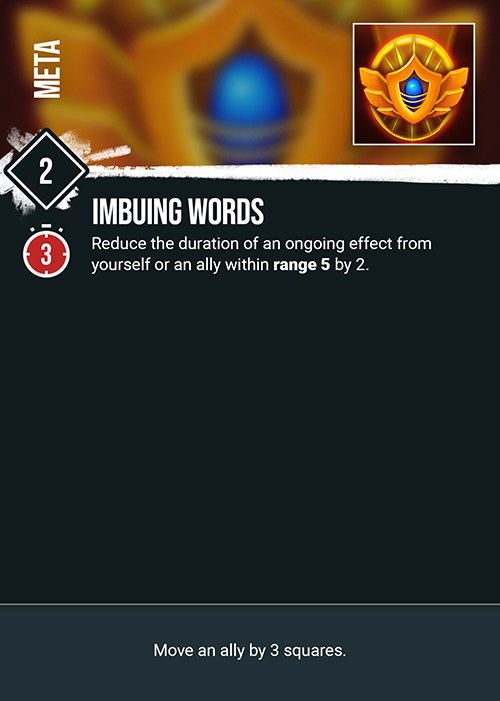 META
2
IMBUING WORDS
3
Reduce the duration of an ongoing effect from
yourself or an ally within range 5 by 2.
Move an ally by 3 squares.